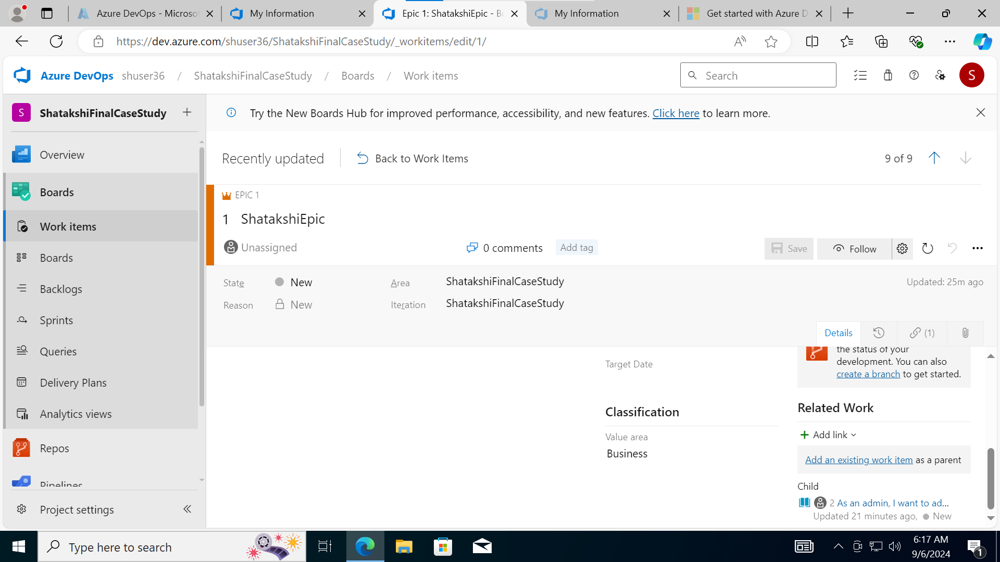 Azure DevOps - Microso
My Information
Epic 1: ShatakshiEpic - Bo
My Information
Get started with Azure D
https://dev.azure.com/shuser36/ShatakshiFinalCaseStudy/_workitems/edit/1/
Azure DevOps shuser36 / ShatakshiFinalCaseStudy / Boards / Work items
Search
S
S ShatakshiFinalCaseStudy
Try the New Boards Hub for improved performance, accessibility, and new features. Click here to learn more.
Overview
Boards
Work items
Boards
Backlogs
Sprints
Queries
Delivery Plans
Analytics views
Repos
Pipelines
Project settings
Recently updated
Back to Work Items
9 of 9
EPIC 1
1 ShatakshiEpic
Unassigned
0 comments
Add tag
Save
Follow
State New
Area ShatakshiFinalCaseStudy
Updated: 25m ago
Reason New
Iteration ShatakshiFinalCaseStudy
Details
(1)
Target Date
Classification
Value area
Business
the status of your
development. You can also
create a branch to get started.
Related Work
Add link
Add an existing work item as a parent
Child
2 As an admin, I want to ad...
Updated 21 minutes ago, New
Type here to search
6:17 AM
9/6/2024
1